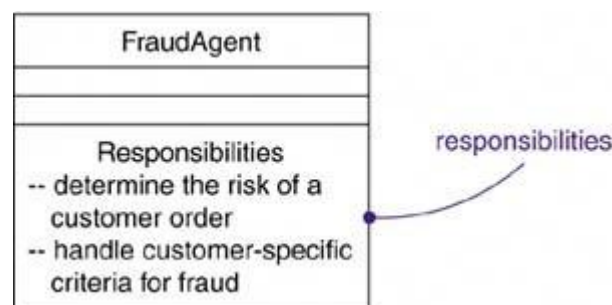 FraudAgent
Responsibilities
-- determine the risk of a
customer order
-- handle customer-specific
criteria for fraud
responsibilities